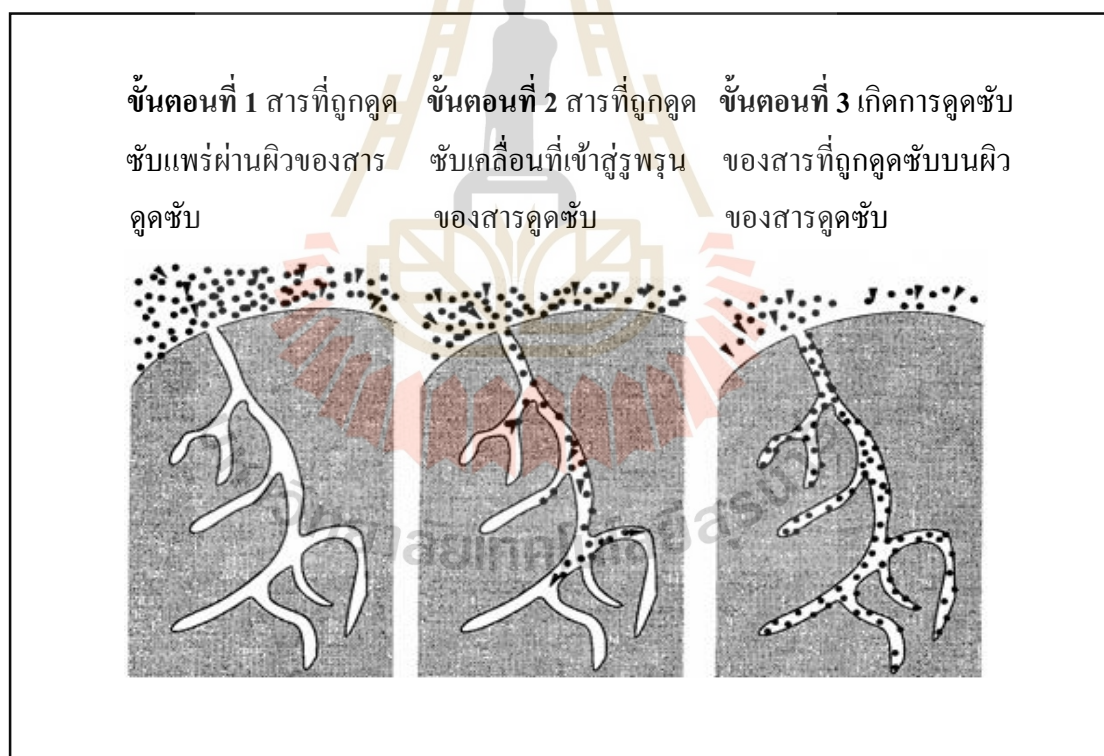 ขั้นตอนที่ 1 สารที่ถูกดูด
ซับแพร่ผ่านผิวของสาร
ดูดซับ
ขั้นตอนที่ 2 สารที่ถูกดูด
ซับเคลื่อนที่เข้าสู่รูพรุน
ของสารดูดซับ
ขั้นตอนที่ 3 เกิดการดูดซับ
ของสารที่ถูกดูดซับบนผิว
ของสารดูดซับ